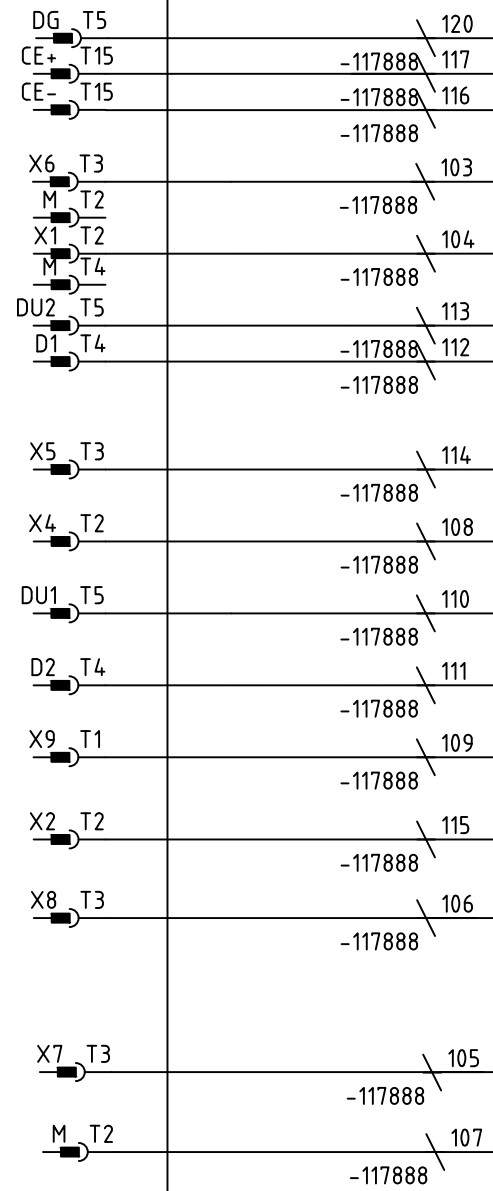 DG T5 120
CE+ T15 -117888 117
CE- T15 -117888 116
-117888
X6 T3 103
M T2 -117888
X1 T2 104
M T4 -117888
DU2 T5 113
D1 T4 -117888 112
-117888
X5 T3 114
-117888
X4 T2 108
-117888
DU1 T5 110
-117888
D2 T4 111
-117888
X9 T1 109
-117888
X2 T2 115
-117888
X8 T3 106
-117888
X7 T3 105
-117888
M T2 107
-117888